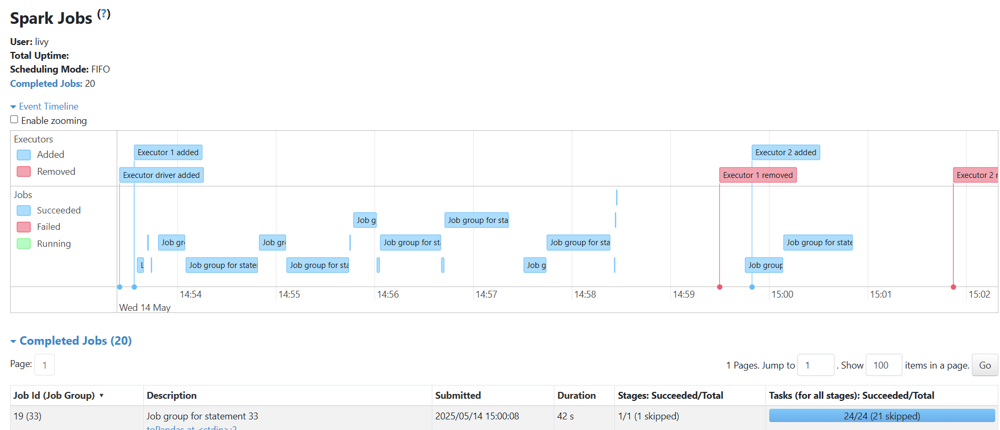 Spark Jobs (?)
User: livy
Total Uptime:
Scheduling Mode: FIFO
Completed Jobs: 20
Event Timeline
Enable zooming
Executors
Added
Removed
Executor 1 added
Executor 2 added
Executor driver added
Executor 1 removed
Executor 2 r
Jobs
Succeeded
Failed
Running
Job g
Job group for sta
Job gr
Job gr
Job group for st
Job group for sta
Job group for state
L
Job group for state
Job group for sta
Job g
Job group
14:54
14:55
14:56
14:57
14:58
14:59
15:00
15:01
15:02
Wed 14 May
Completed Jobs (20)
Page: 1
1 Pages. Jump to 1 . Show 100 items in a page. Go
Job Id (Job Group) ▾ Description Submitted Duration Stages: Succeeded/Total Tasks (for all stages): Succeeded/Total
19 (33) Job group for statement 33 2025/05/14 15:00:08 42 s 1/1 (1 skipped) 24/24 (21 skipped)
toPandas at <stdin>:2